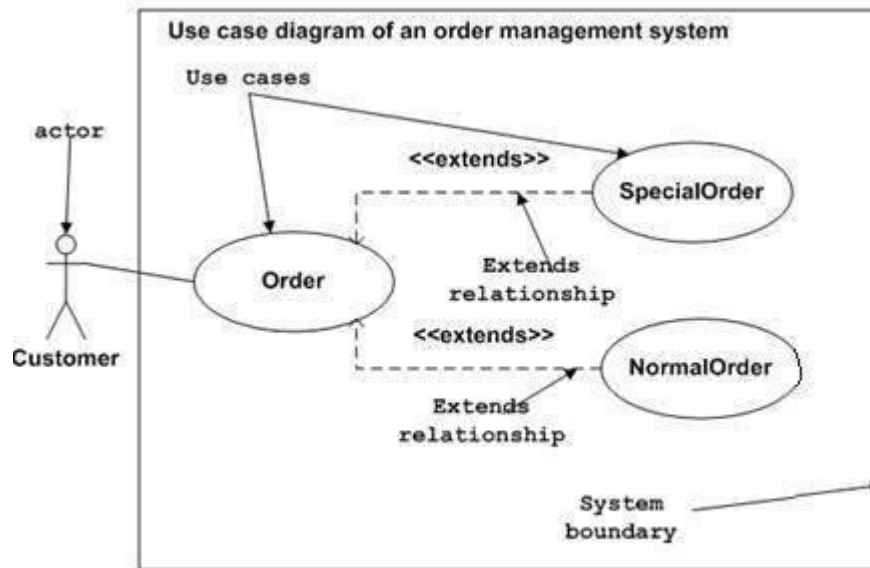 Use case diagram of an order management system
Use cases
actor
<<extends>>
SpecialOrder
Order
Extends
relationship
Customer
<<extends>>
NormalOrder
Extends
relationship
System
boundary